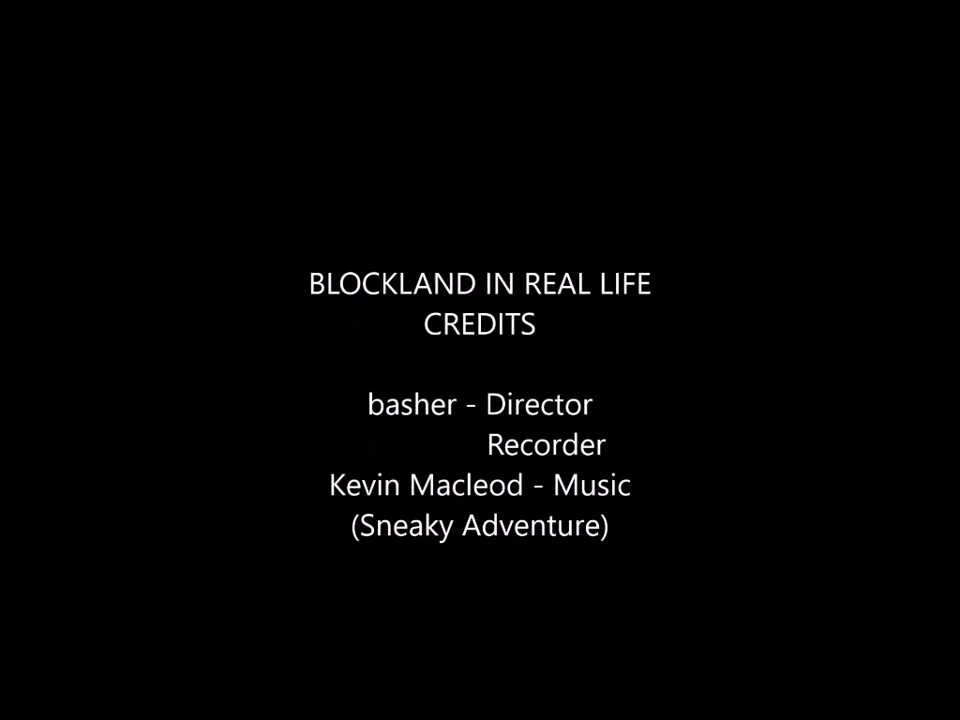 BLOCKLAND IN REAL LIFE
CREDITS
basher - Director
Recorder
Kevin Macleod - Music
(Sneaky Adventure)